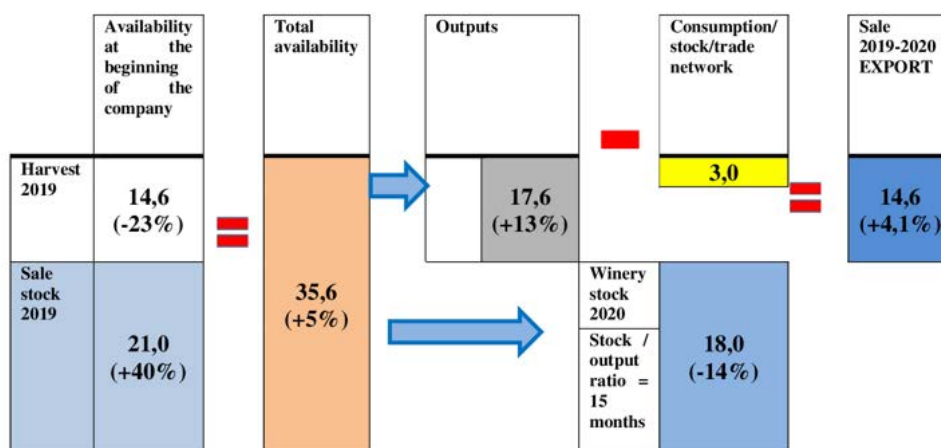 Availability
at the
beginning
of the
company
Total
availability
Outputs
Consumption/
stock/trade
network
Sale
2019-2020
EXPORT
Harvest
2019
14,6
(-23%)
35,6
(+5%)
17,6
(+13%)
3,0
14,6
(+4,1%)
Sale
stock
2019
21,0
(+40%)
Winery
stock
2020
Stock /
output
ratio =
15
months
18,0
(-14%)